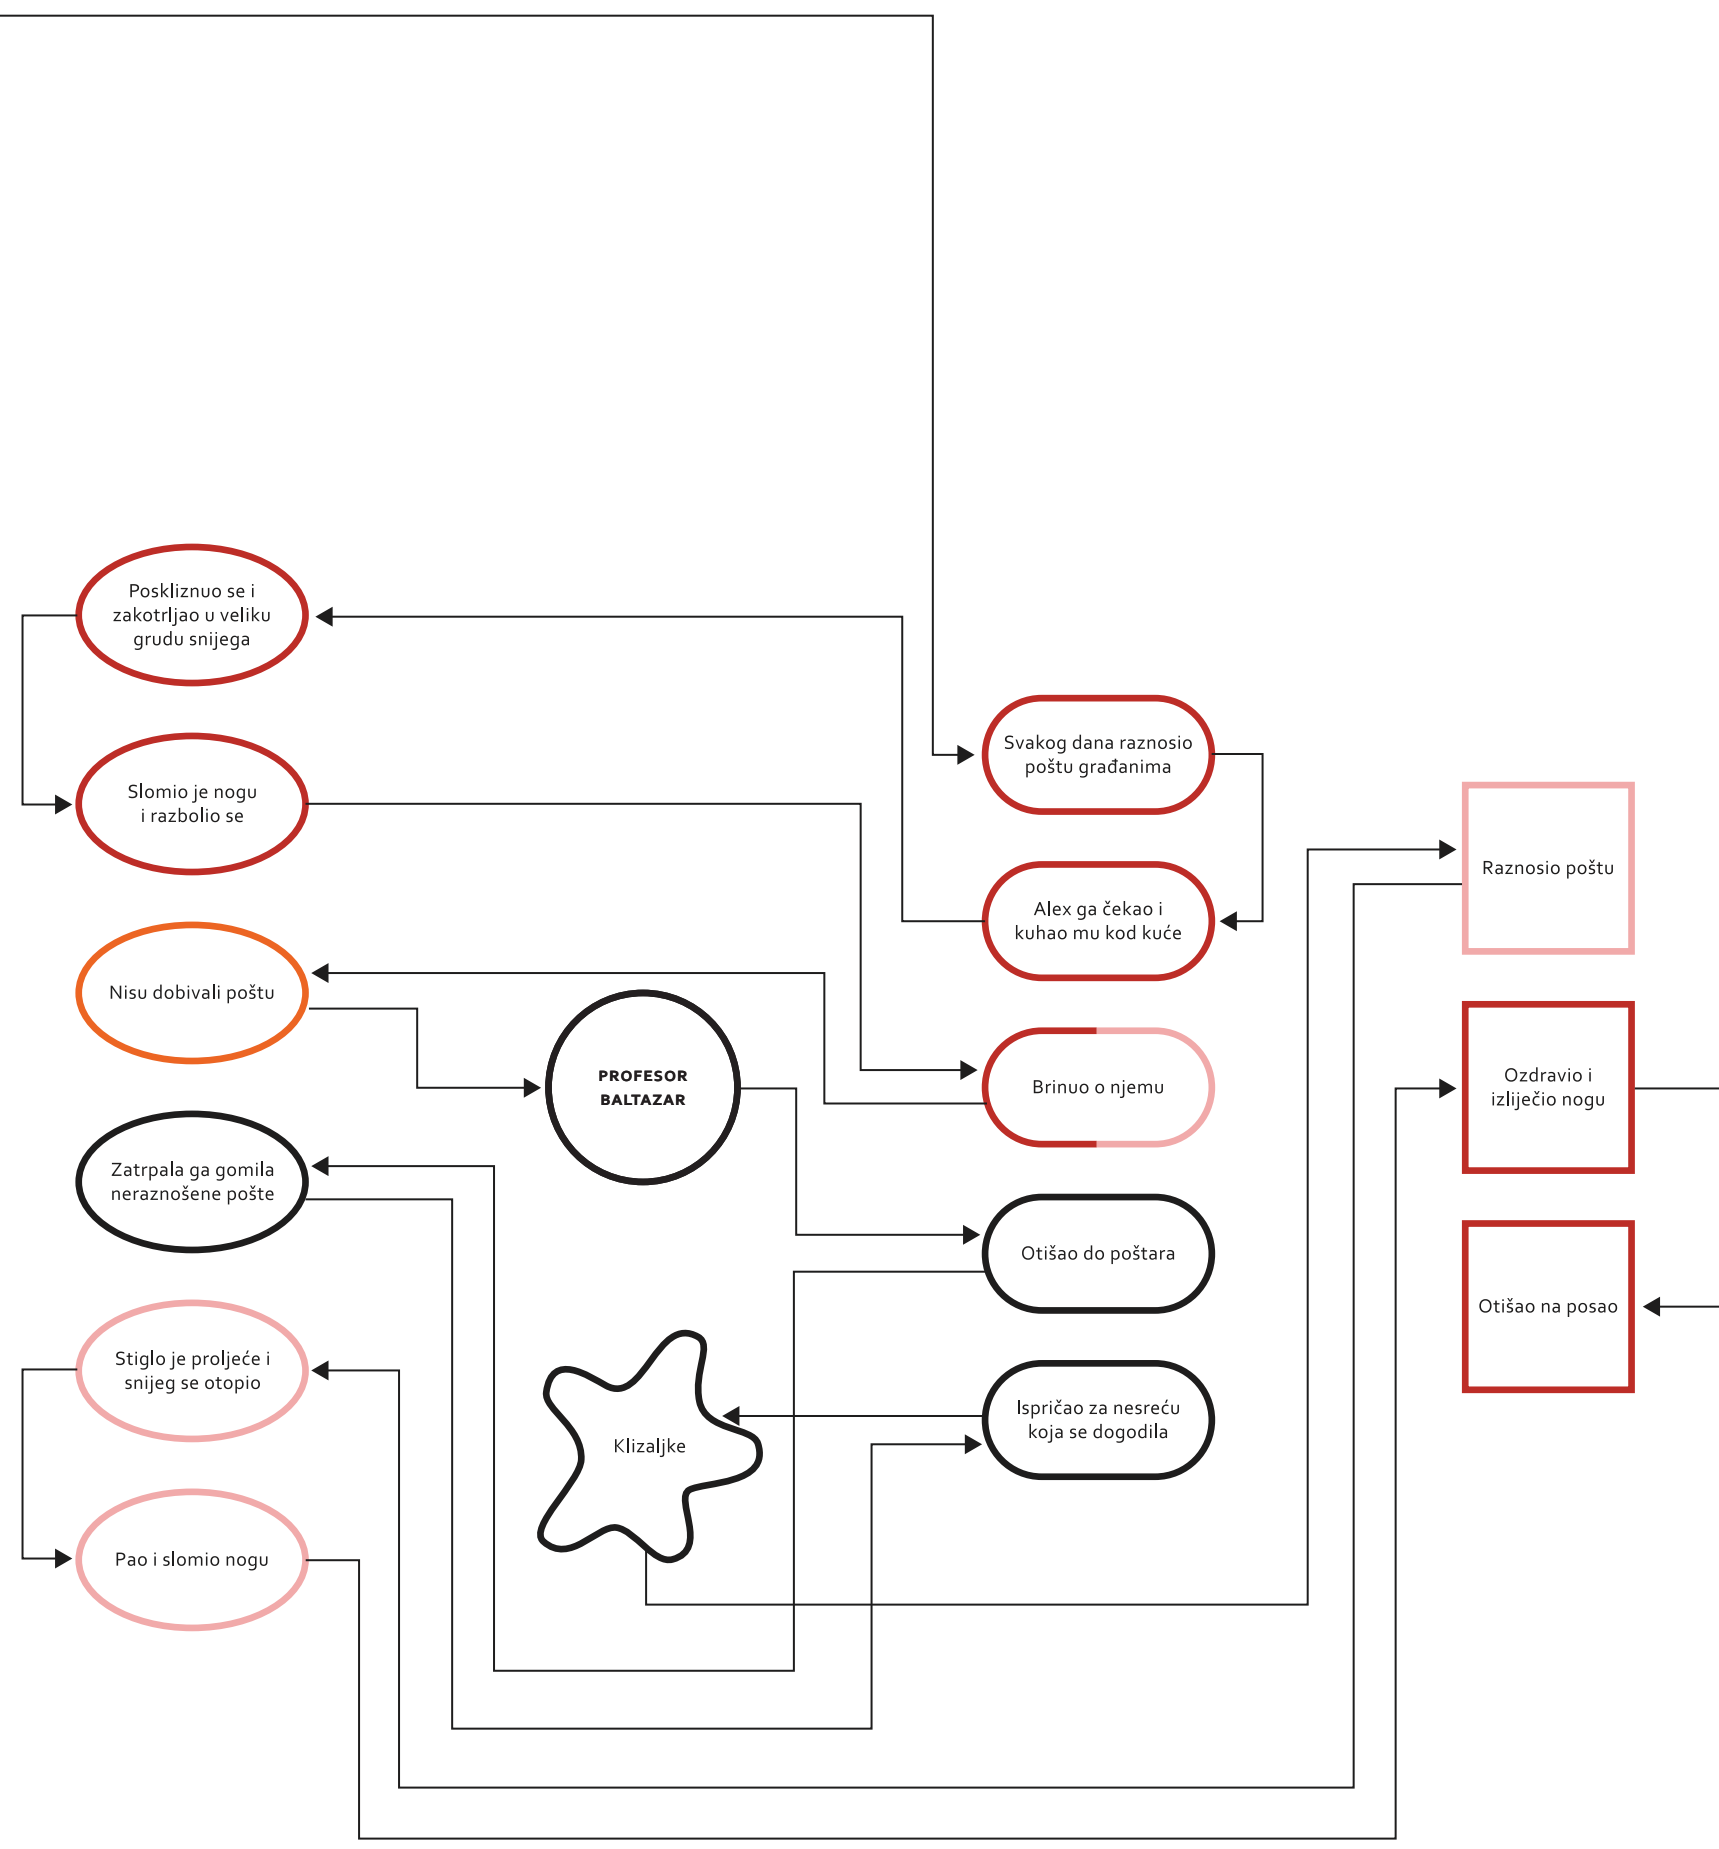 Poskliznuo se i
zakotrljao u veliku
grudu snijega
Slomio je nogu
i razbolio se
Nisu dobivali poštu
Zatrpala ga gomila
neraznošene pošte
Stiglo je proljeće i
snijeg se otopio
Pao i slomio nogu
PROFESOR
BALTAZAR
Klizaljke
Svakog dana raznosio
poštu građanima
Alex ga čekao i
kuhao mu kod kuće
Brinuo o njemu
Otišao do poštara
Ispričao za nesreću
koja se dogodila
Raznosio poštu
Ozdravio i
izliječio nogu
Otišao na posao